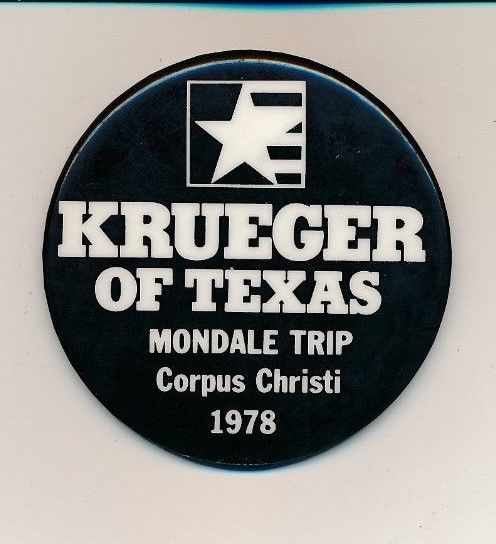 KRUEGER
OF TEXAS
MONDALE TRIP
Corpus Christi
1978